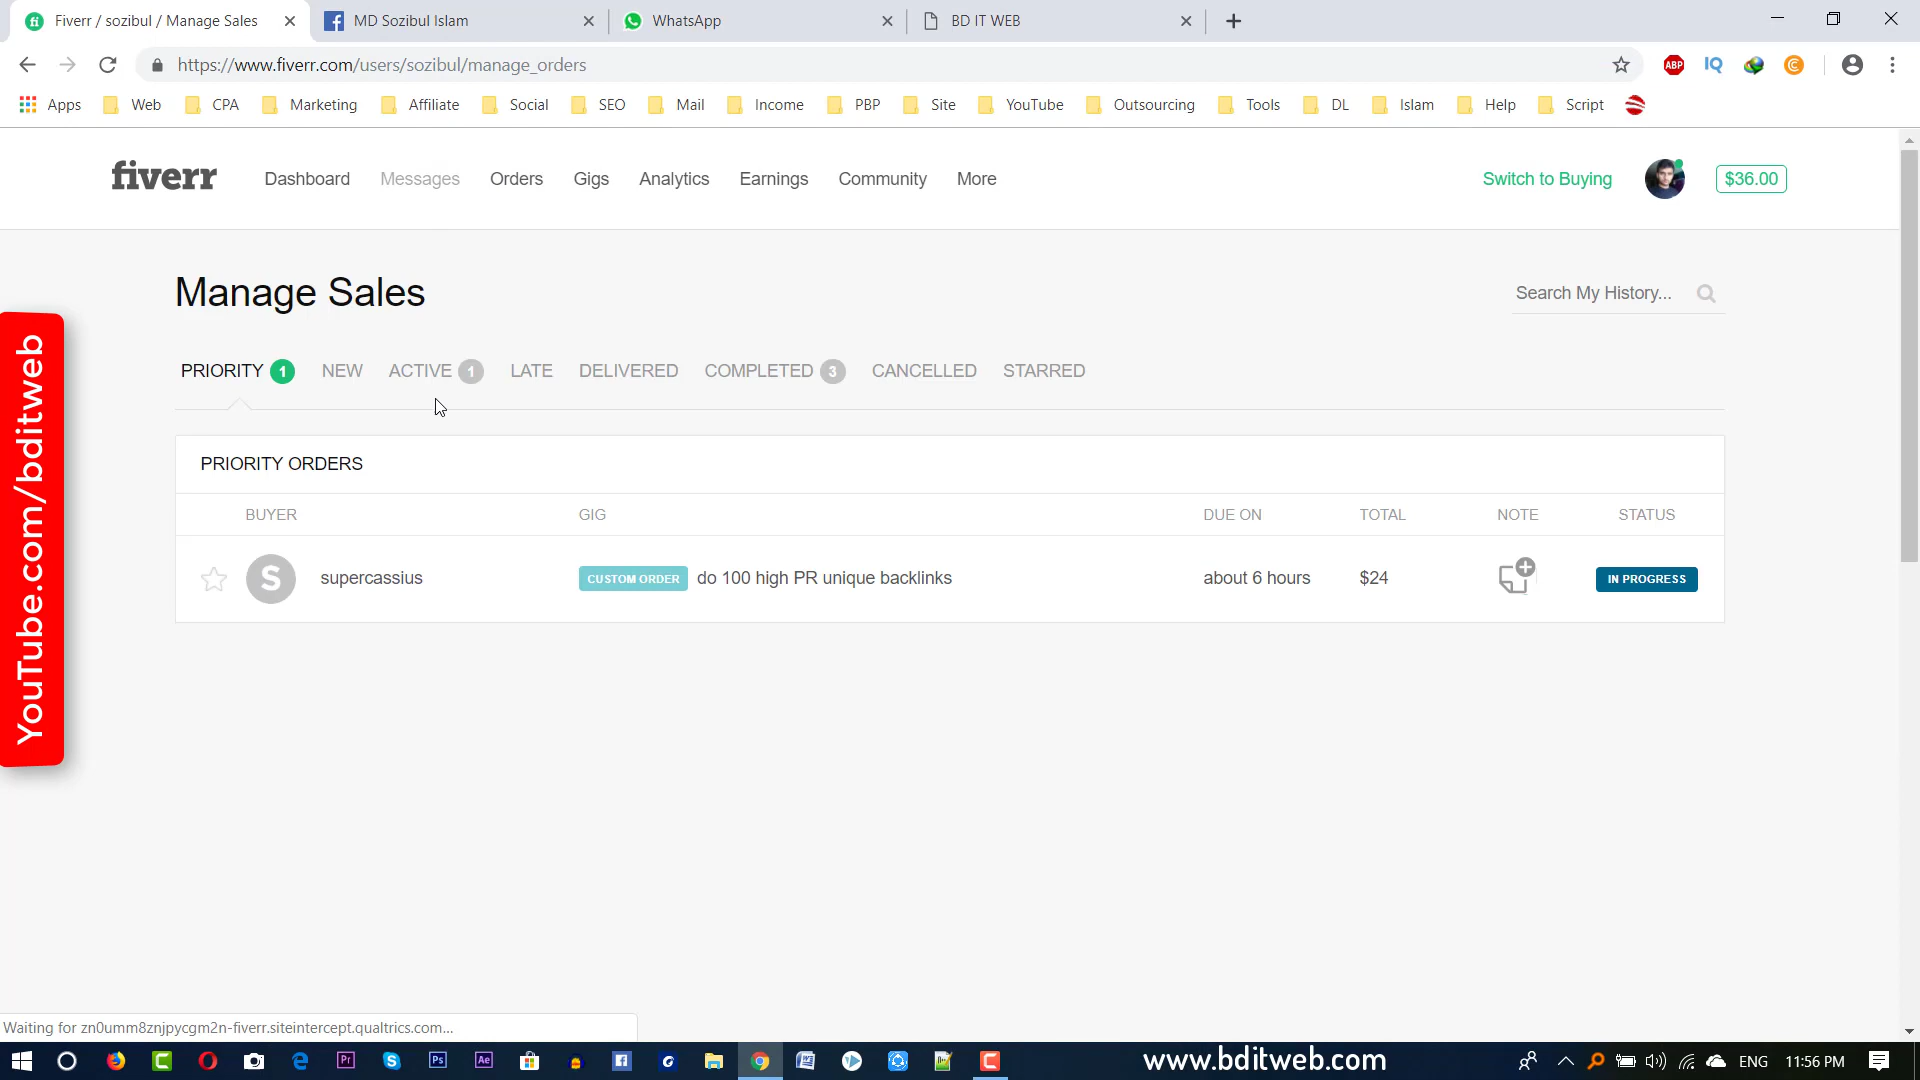 Fiverr / sozibul / Manage Sales
MD Sozibul Islam
WhatsApp
BD IT WEB
https://www.fiverr.com/users/sozibul/manage_orders
ABP
IQ
Apps Web CPA Marketing Affiliate Social SEO Mail Income PBP Site YouTube Outsourcing Tools DL Islam Help Script
fiverr
Dashboard Messages Orders Gigs Analytics Earnings Community More
Switch to Buying
$36.00
Manage Sales
Search My History...
PRIORITY 1 NEW ACTIVE 1 LATE DELIVERED COMPLETED 3 CANCELLED STARRED
PRIORITY ORDERS
BUYER GIG DUE ON TOTAL NOTE STATUS
S supercassius CUSTOM ORDER do 100 high PR unique backlinks about 6 hours $24 IN PROGRESS
YouTube.com/bditweb
Waiting for zn0umm8znjpycgm2n-fiverr.siteintercept.qualtrics.com...
Pr
Ps
Ae
www.bditweb.com
ENG
11:56 PM